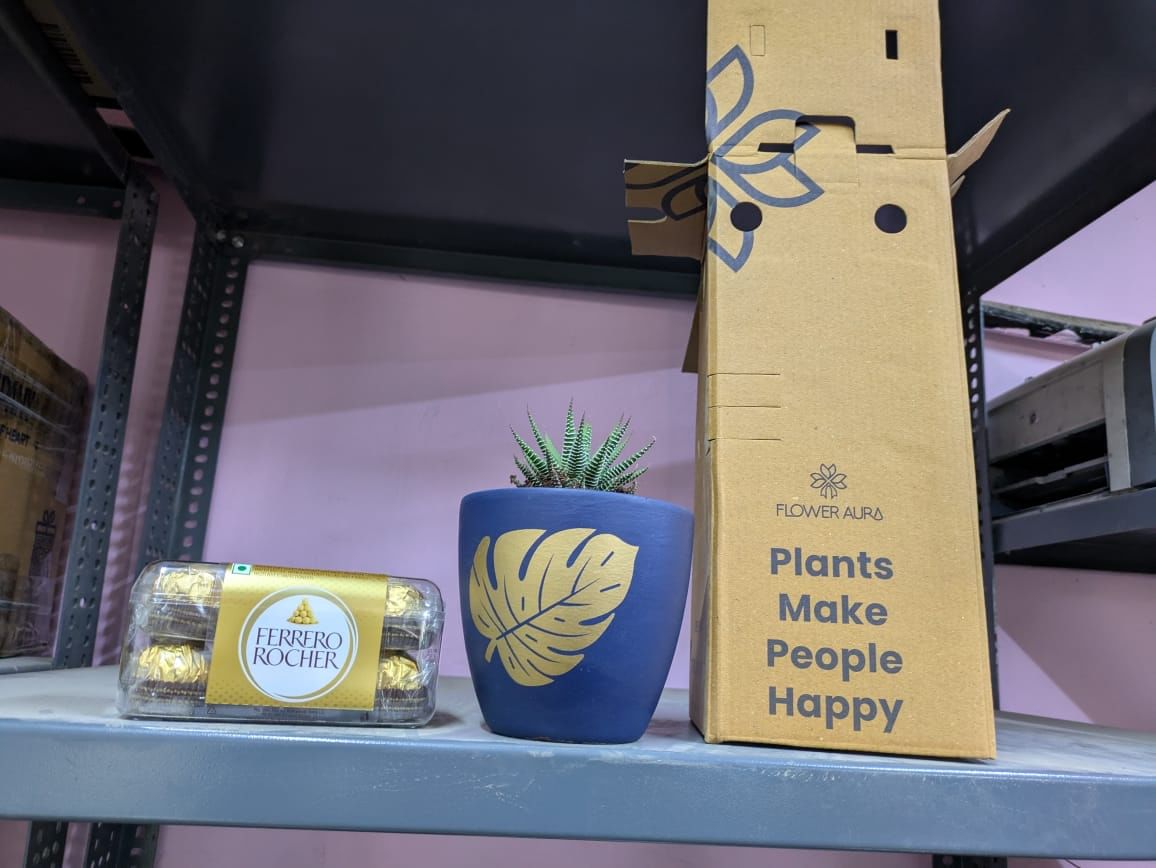 FERRERO
ROCHER
FLOWER AURA
Plants
Make
People
Happy